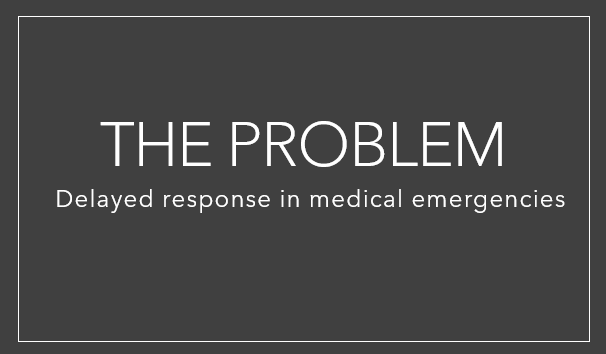 THE PROBLEM
Delayed response in medical emergencies